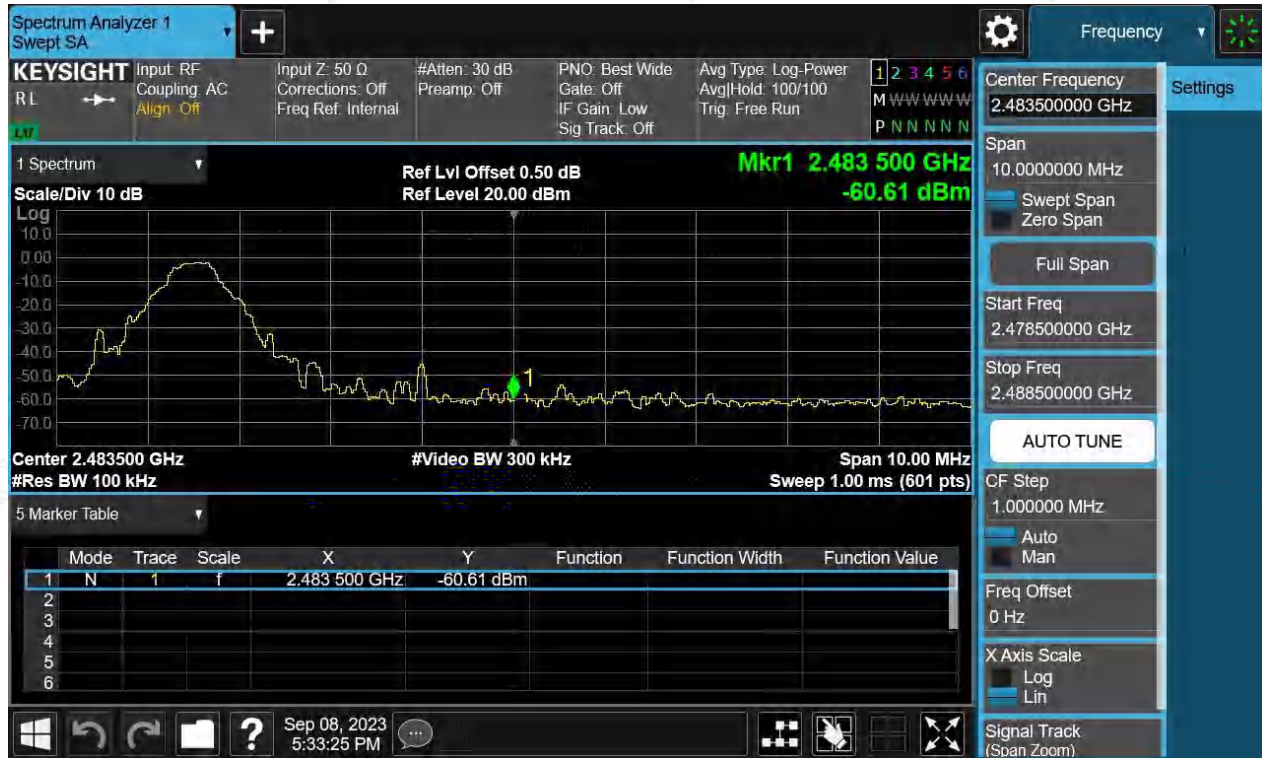 Spectrum Analyzer 1
Swept SA
Frequency
KEYSIGHT
RL
LXI
Input: RF
Coupling: AC
Align: Off
Input Z: 50 Ω
Corrections: Off
Freq Ref: Internal
#Atten: 30 dB
Preamp: Off
PNO: Best Wide
Gate: Off
IF Gain: Low
Sig Track: Off
Avg Type: Log-Power
Avg|Hold: 100/100
Trig: Free Run
1 2 3 4 5 6
M W W W W W
P N N N N N
1 Spectrum
Scale/Div 10 dB
Ref Lvl Offset 0.50 dB
Ref Level 20.00 dBm
Mkr1 2.483 500 GHz
-60.61 dBm
Log
10.0
0.00
-10.0
-20.0
-30.0
-40.0
-50.0
-60.0
-70.0
1
Center 2.483500 GHz
#Res BW 100 kHz
#Video BW 300 kHz
Span 10.00 MHz
Sweep 1.00 ms (601 pts)
5 Marker Table
Mode Trace Scale X Y Function Function Width Function Value
1 N 1 f 2.483 500 GHz -60.61 dBm
2
3
4
5
6
Sep 08, 2023
5:33:25 PM
Center Frequency
2.483500000 GHz
Settings
Span
10.0000000 MHz
Swept Span
Zero Span
Full Span
Start Freq
2.478500000 GHz
Stop Freq
2.488500000 GHz
AUTO TUNE
CF Step
1.000000 MHz
Auto
Man
Freq Offset
0 Hz
X Axis Scale
Log
Lin
Signal Track
(Span Zoom)